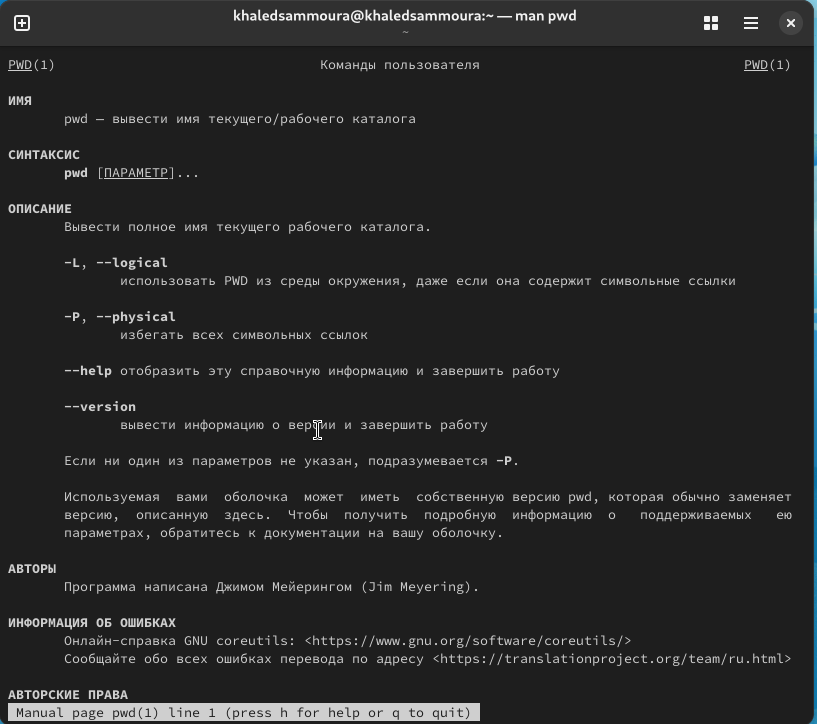 khaledsammoura@khaledsammoura:~ — man pwd
~
PWD(1) Команды пользователя PWD(1)
ИМЯ
pwd – вывести имя текущего/рабочего каталога
СИНТАКСИС
pwd [ПАРАМЕТР]...
ОПИСАНИЕ
Вывести полное имя текущего рабочего каталога.
-L, --logical
использовать PWD из среды окружения, даже если она содержит символьные ссылки
-P, --physical
избегать всех символьных ссылок
--help отобразить эту справочную информацию и завершить работу
--version
вывести информацию о версии и завершить работу
Если ни один из параметров не указан, подразумевается -P.
Используемая вами оболочка может иметь собственную версию pwd, которая обычно заменяет
версию, описанную здесь. Чтобы получить подробную информацию о поддерживаемых ею
параметрах, обратитесь к документации на вашу оболочку.
АВТОРЫ
Программа написана Джимом Мейерингом (Jim Meyering).
ИНФОРМАЦИЯ ОБ ОШИБКАХ
Онлайн-справка GNU coreutils: <https://www.gnu.org/software/coreutils/>
Сообщайте обо всех ошибках перевода по адресу <https://translationproject.org/team/ru.html>
АВТОРСКИЕ ПРАВА
Manual page pwd(1) line 1 (press h for help or q to quit)